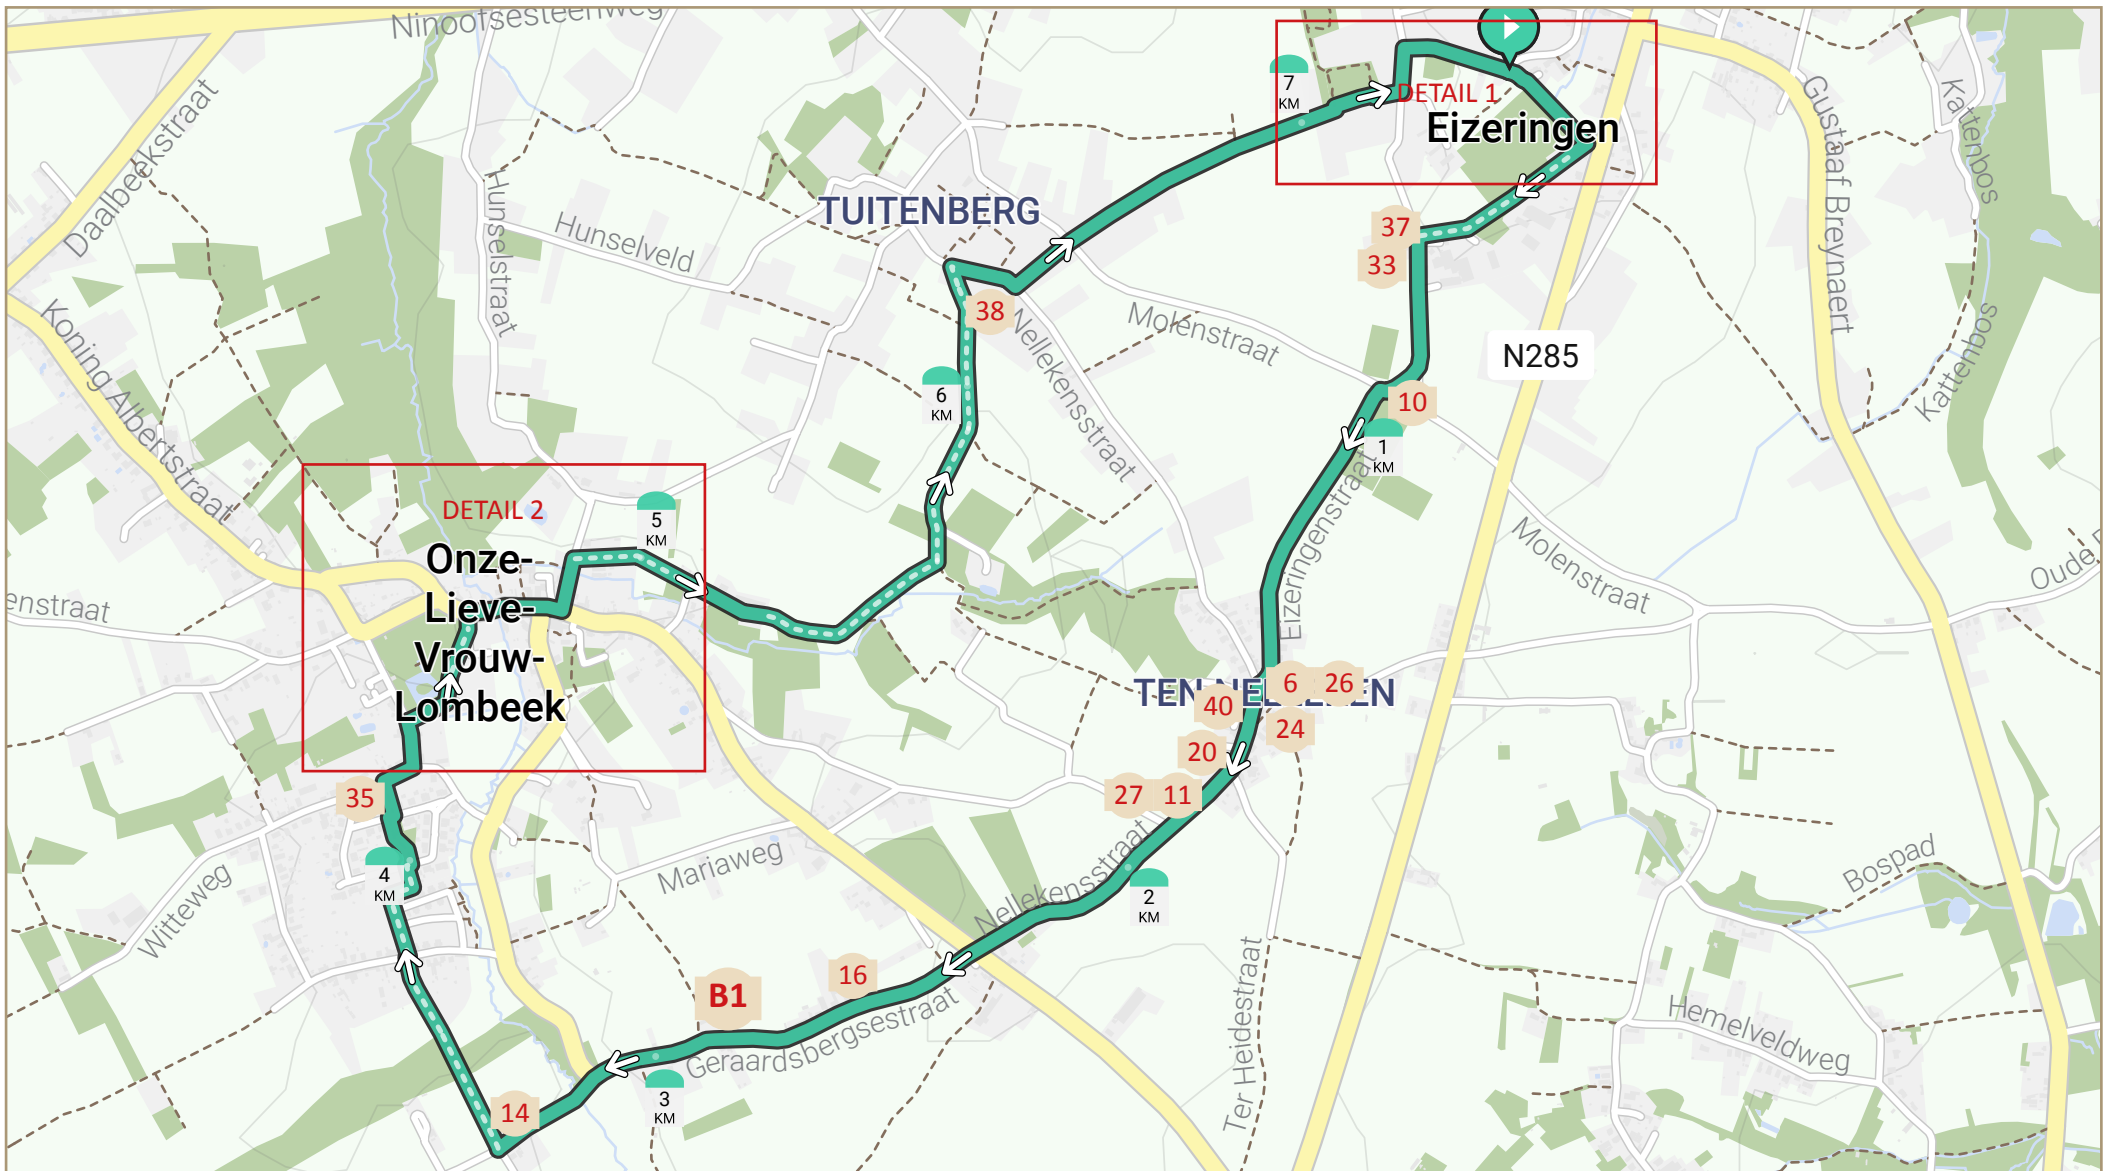 Ninoofsesteenweg
7
KM
DETAIL 1
Eizeringen
Daalbeekstraat
Gustaaf Breynaert
Kattenbos
Hunselstraat
Hunselveld
TUITENBERG
37
33
38
Nellekensstraat
Molenstraat
N285
Kattenbos
Koning Albertstraat
6
KM
10
1
KM
Eizeringenstraat
DETAIL 2
5
KM
Onze-
Lieve-
Vrouw-
Lombeek
enstraat
Molenstraat
Oude
6
26
40
24
20
TEN NELLEKEN
27
11
35
4
KM
Witteweg
Mariaweg
Nellekensstraat
2
KM
Bospad
16
B1
Geraardsbergsestraat
3
KM
14
Ter Heidestraat
Hemelveldweg